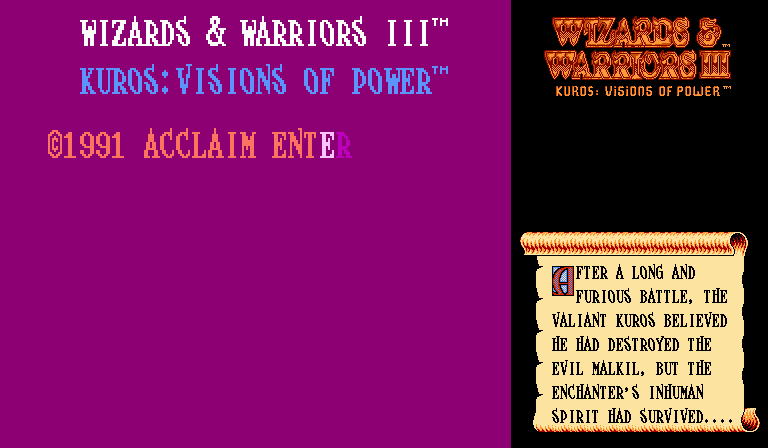 WIZARDS & WARRIORS III™
KUROS:VISIONS OF POWER™
©1991 ACCLAIM ENTER
WIZARDS &
WARRIORS III™
KUROS: VISIONS OF POWER™
AFTER A LONG AND
FURIOUS BATTLE, THE
VALIANT KUROS BELIEVED
HE HAD DESTROYED THE
EVIL MALKIL, BUT THE
ENCHANTER'S INHUMAN
SPIRIT HAD SURVIVED....